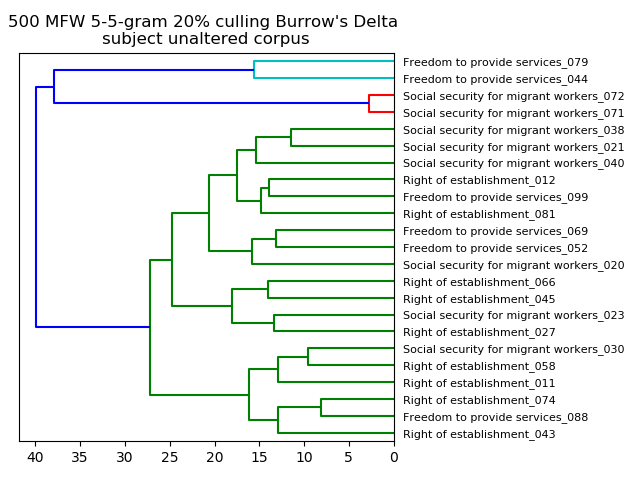 500 MFW 5-5-gram 20% culling Burrow's Delta
subject unaltered corpus
Freedom to provide services_079
Freedom to provide services_044
Social security for migrant workers_072
Social security for migrant workers_071
Social security for migrant workers_038
Social security for migrant workers_021
Social security for migrant workers_040
Right of establishment_012
Freedom to provide services_099
Right of establishment_081
Freedom to provide services_069
Freedom to provide services_052
Social security for migrant workers_020
Right of establishment_066
Right of establishment_045
Social security for migrant workers_023
Right of establishment_027
Social security for migrant workers_030
Right of establishment_058
Right of establishment_011
Right of establishment_074
Freedom to provide services_088
Right of establishment_043
40 35 30 25 20 15 10 5 0